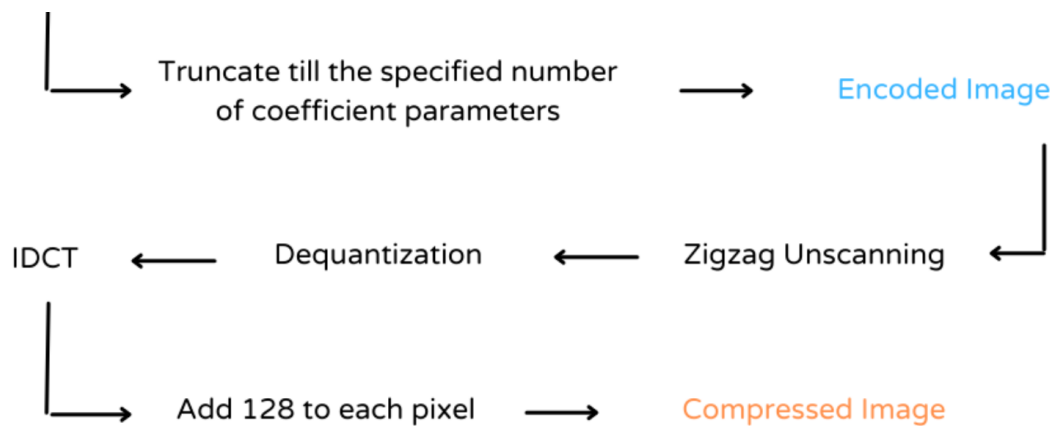 Truncate till the specified number
of coefficient parameters
Encoded Image
Zigzag Unscanning
Dequantization
IDCT
Add 128 to each pixel
Compressed Image